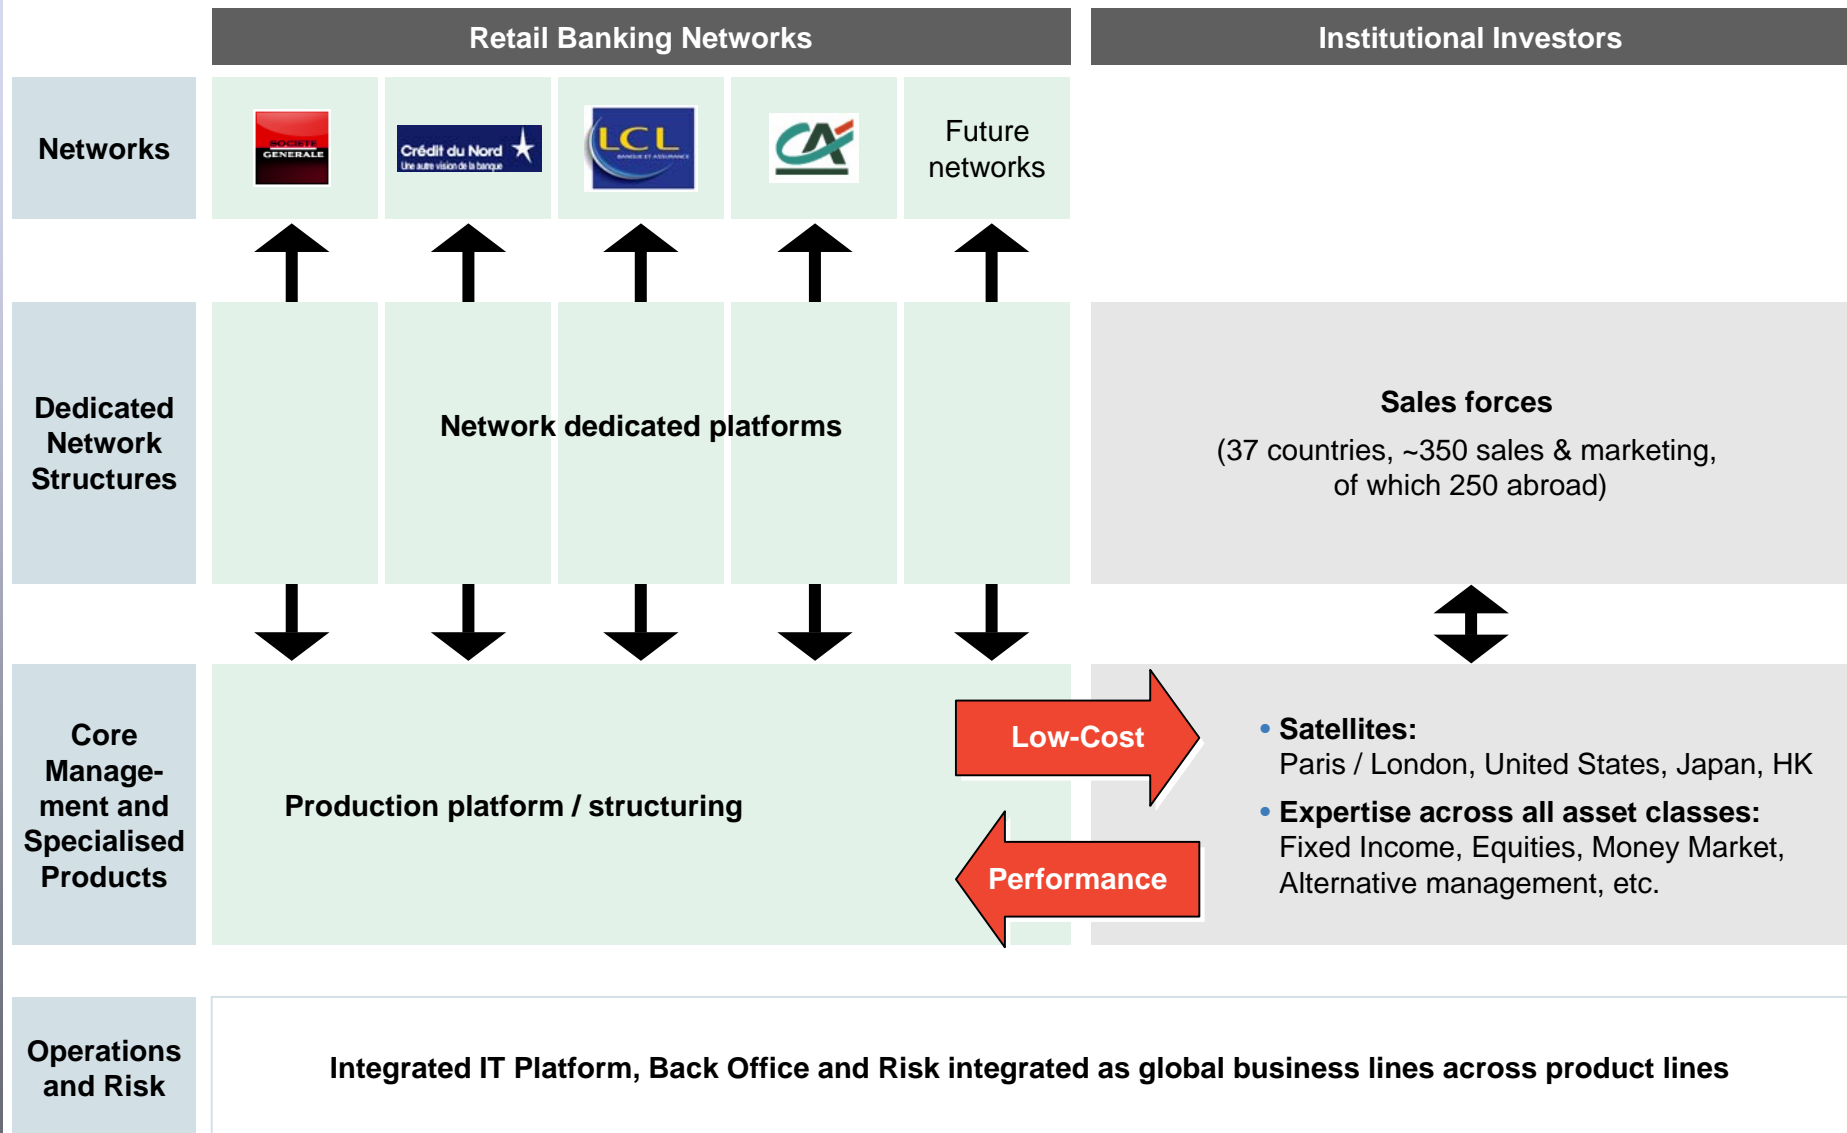 Retail Banking Networks
Institutional Investors
Networks
SOCIETE
GENERALE
Crédit du Nord
Une autre vision de la banque
LCL
BANQUE ET ASSURANCE
CA
Future
networks
Dedicated
Network
Structures
Network dedicated platforms
Sales forces
(37 countries, ~350 sales & marketing,
of which 250 abroad)
Core
Manage-
ment and
Specialised
Products
Production platform / structuring
Low-Cost
Performance
• Satellites:
Paris / London, United States, Japan, HK
• Expertise across all asset classes:
Fixed Income, Equities, Money Market,
Alternative management, etc.
Operations
and Risk
Integrated IT Platform, Back Office and Risk integrated as global business lines across product lines